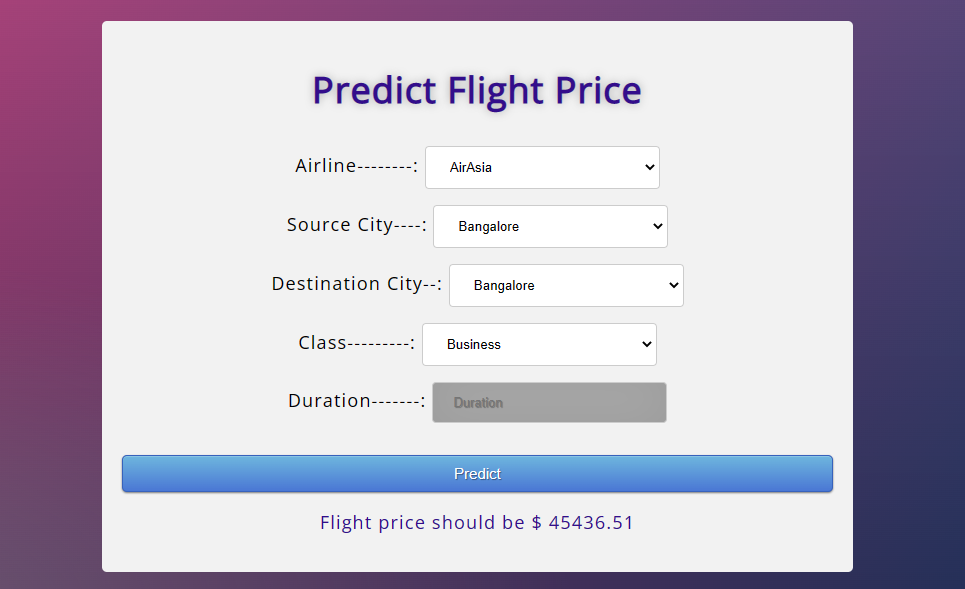 Predict Flight Price
Airline--------: AirAsia
Source City----: Bangalore
Destination City--: Bangalore
Class---------: Business
Duration-------: Duration
Predict
Flight price should be $ 45436.51